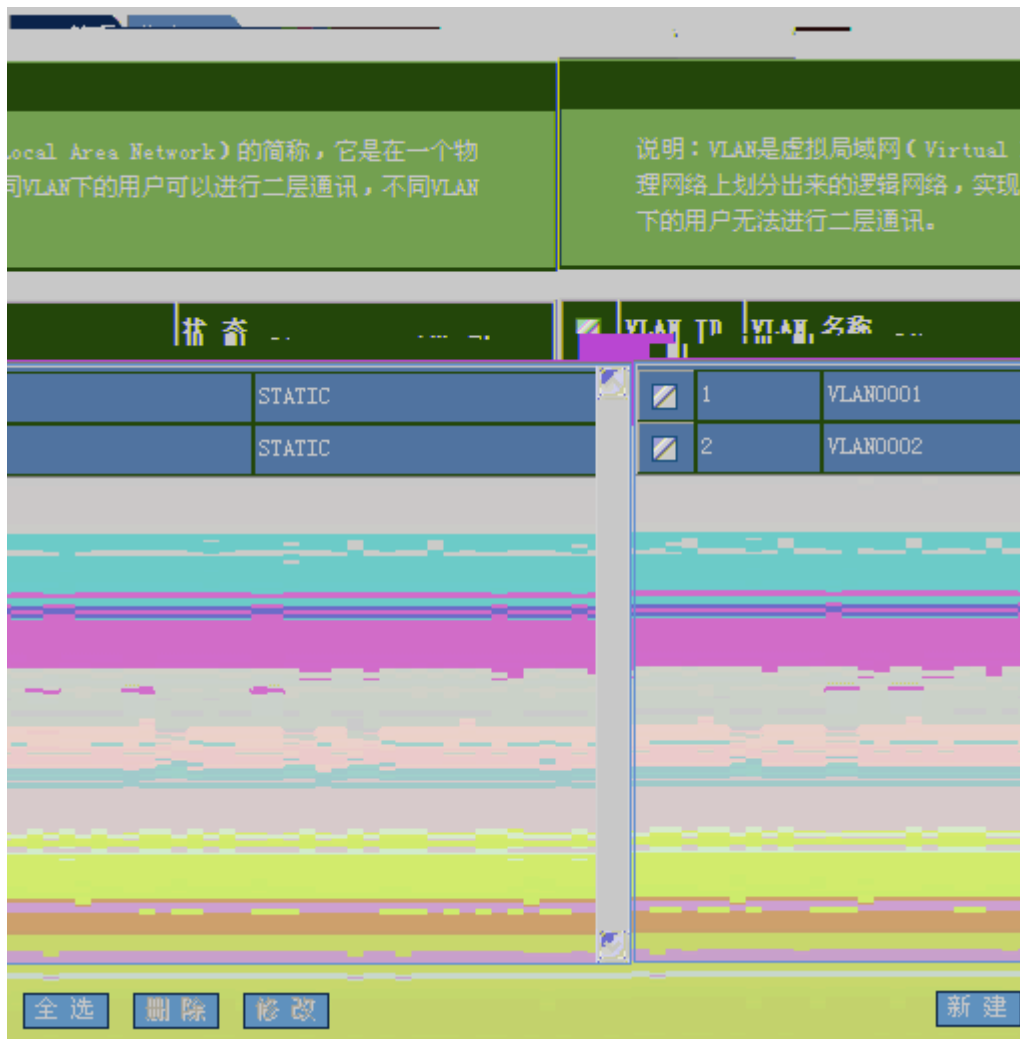 ocal Area Network)的简称，它是在一个物
同VLAN下的用户可以进行二层通讯，不同VLAN
说明：VLAN是虚拟局域网( Virtual
理网络上划分出来的逻辑网络，实现
下的用户无法进行二层通讯。
状 态
VLAN ID VLAN 名称
STATIC
1 VLAN0001
STATIC
2 VLAN0002
全 选 删 除 修 改 新 建